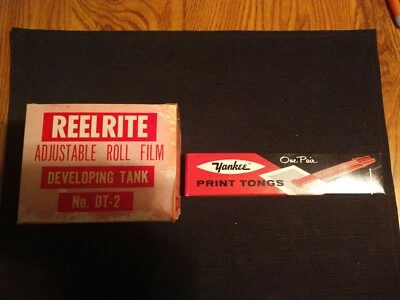 REELRITE
ADJUSTABLE ROLL FILM
DEVELOPING TANK
No. DT-2
Yankee
One Pair
PRINT TONGS